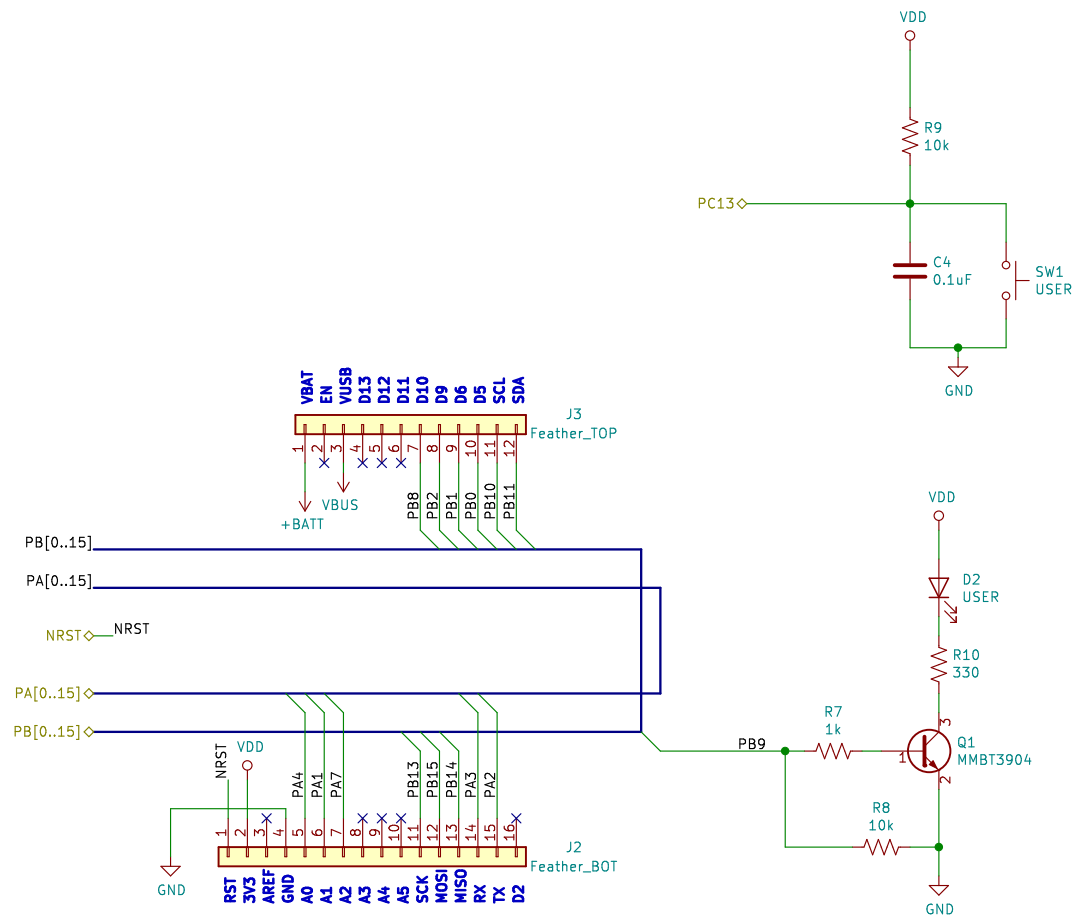 VDD
R9
10k
PC13
C4
0.1uF
SW1
USER
GND
VBAT
EN
VUSB
D13
D12
D11
D10
D9
D6
D5
SCL
SDA
J3
Feather_TOP
1
2
3
4
5
6
7
8
9
10
11
12
+BATT
VBUS
PB8
PB2
PB1
PB0
PB10
PB11
PB[0..15]
PA[0..15]
NRST
NRST
PA[0..15]
PB[0..15]
VDD
D2
USER
R10
330
R7
1k
PB9
3
1
2
Q1
MMBT3904
R8
10k
GND
NRST
VDD
PA4
PA1
PA7
PB13
PB15
PB14
PA3
PA2
1
2
3
4
5
6
7
8
9
10
11
12
13
14
15
16
J2
Feather_BOT
GND
RST
3V3
AREF
GND
A0
A1
A2
A3
A4
A5
SCK
MOSI
MISO
RX
TX
D2